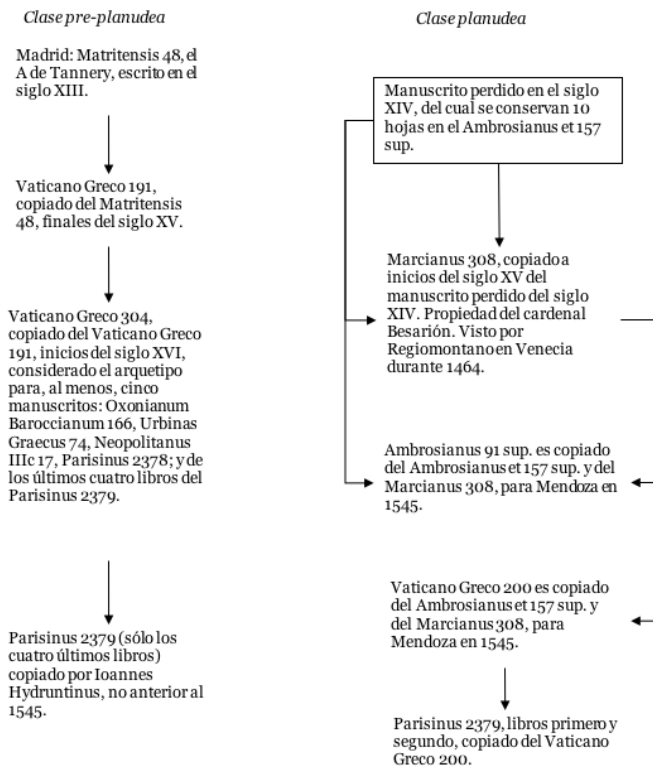 Clase pre-planudea
Madrid: Matritensis 48, el
A de Tannery, escrito en el
siglo XIII.
Vaticano Greco 191,
copiado del Matritensis
48, finales del siglo XV.
Vaticano Greco 304,
copiado del Vaticano Greco
191, inicios del siglo XVI,
considerado el arquetipo
para, al menos, cinco
manuscritos: Oxonianum
Baroccianum 166, Urbinas
Graecus 74, Neopolitanus
IIIc 17, Parisinus 2378; y de
los últimos cuatro libros del
Parisinus 2379.
Parisinus 2379 (sólo los
cuatro últimos libros)
copiado por Ioannes
Hydruntinus, no anterior al
1545.
Clase planudea
Manuscrito perdido en el siglo
XIV, del cual se conservan 10
hojas en el Ambrosianus et 157
sup.
Marcianus 308, copiado a
inicios del siglo XV del
manuscrito perdido del siglo
XIV. Propiedad del cardenal
Besarión. Visto por
Regiomontano en Venecia
durante 1464.
Ambrosianus 91 sup. es copiado
del Ambrosianus et 157 sup. y del
Marcianus 308, para Mendoza en
1545.
Vaticano Greco 200 es copiado
del Ambrosianus et 157 sup. y
del Marcianus 308, para
Mendoza en 1545.
Parisinus 2379, libros primero y
segundo, copiado del Vaticano
Greco 200.